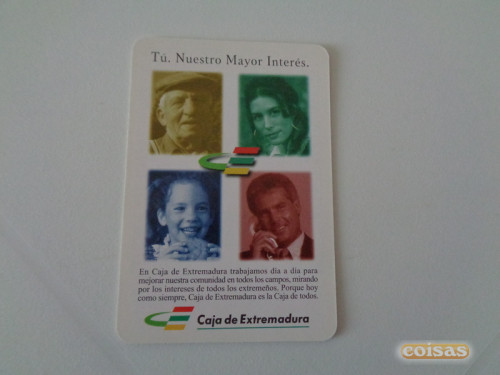 Tú. Nuestro Mayor Interés.
En Caja de Extremadura trabajamos día a día para
mejorar nuestra comunidad en todos los campos, mirando
por los intereses de todos los extremeños. Porque hoy
como siempre, Caja de Extremadura es la Caja de todos.
Caja de Extremadura
coisas